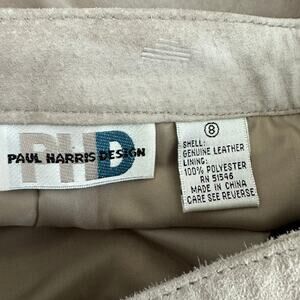 PHD
PAUL HARRIS DESIGN
8
SHELL:
GENUINE LEATHER
LINING:
100% POLYESTER
RN 51546
MADE IN CHINA
CARE SEE REVERSE